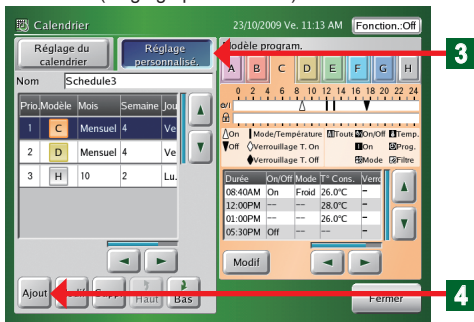 Calendrier
23/10/2009 Ve. 11:13 AM
Fonction.:Off
Réglage du calendrier
Réglage personnalisé.
3
Nom
Schedule3
Prio. Modèle Mois Semaine Jou
1 C Mensuel 4 Ve
2 D Mensuel 4 Ve
3 H 10 2 Lu.
Ajout
Haut
Bas
Modèle program.
A B C D E F G H
0 2 4 6 8 10 12 14 16 18 20 22 24
On
Mode/Température
Toute
On/Off
Temp.
Off
Verrouillage T. On
On
Prog.
Verrouillage T. Off
Mode
Filtre
Durée On/Off Mode T° Cons. Verro
08:40AM On Froid 26.0°C –
12:00PM -- -- 28.0°C –
01:00PM -- -- 26.0°C –
05:30PM Off -- -- –
Modif
Fermer
4